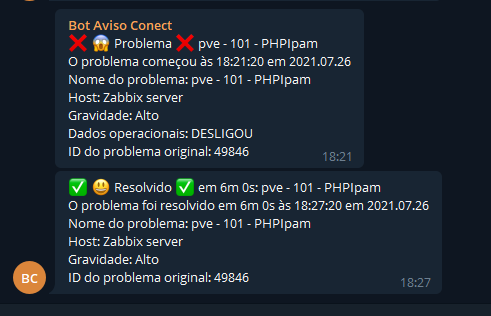 Bot Aviso Conect
❌ 😱 Problema ❌ pve - 101 - PHPIpam
O problema começou às 18:21:20 em 2021.07.26
Nome do problema: pve - 101 - PHPIpam
Host: Zabbix server
Gravidade: Alto
Dados operacionais: DESLIGOU
ID do problema original: 49846
18:21
✅ 😃 Resolvido ✅ em 6m 0s: pve - 101 - PHPIpam
O problema foi resolvido em 6m 0s às 18:27:20 em 2021.07.26
Nome do problema: pve - 101 - PHPIpam
Host: Zabbix server
Gravidade: Alto
ID do problema original: 49846
BC
18:27